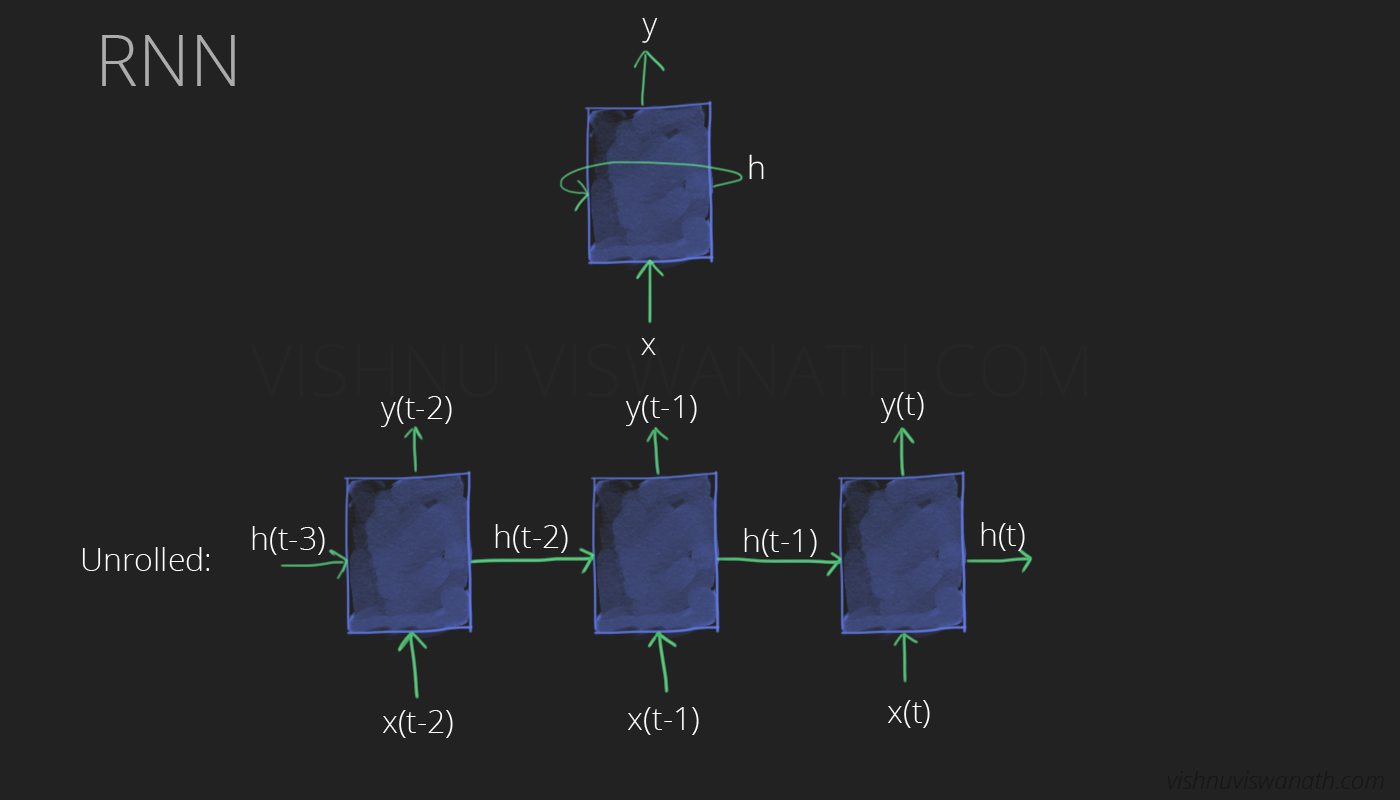 RNN
y
h
x
VISHNU VISWANATH.COM
y(t-2)
y(t-1)
y(t)
Unrolled:
h(t-3)
h(t-2)
h(t-1)
h(t)
x(t-2)
x(t-1)
x(t)
vishnuviswanath.com